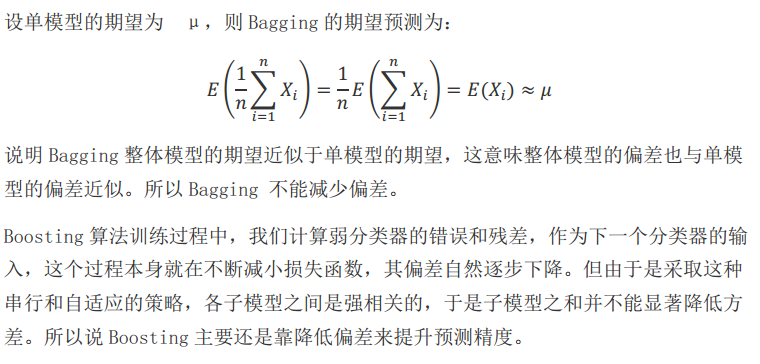 设单模型的期望为 μ，则 Bagging 的期望预测为：
E(1/n ∑_{i=1}^{n} X_i) = 1/n E(∑_{i=1}^{n} X_i) = E(X_i) ≈ μ
说明 Bagging 整体模型的期望近似于单模型的期望，这意味整体模型的偏差也与单模
型的偏差近似。所以 Bagging 不能减少偏差。
Boosting 算法训练过程中，我们计算弱分类器的错误和残差，作为下一个分类器的输
入，这个过程本身就在不断减小损失函数，其偏差自然逐步下降。但由于是采取这种
串行和自适应的策略，各子模型之间是强相关的，于是子模型之和并不能显著降低方
差。所以说 Boosting 主要还是靠降低偏差来提升预测精度。